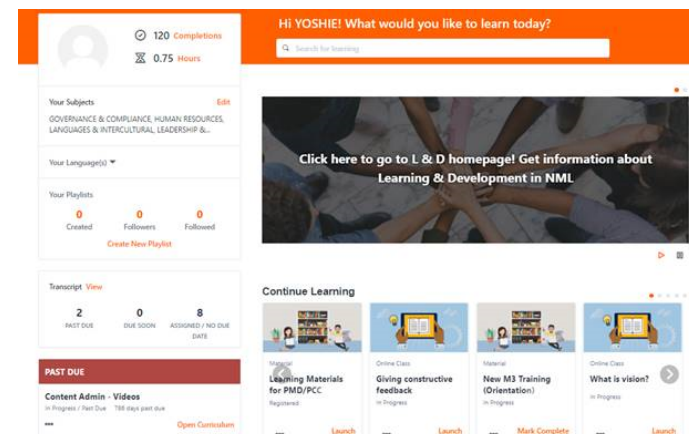 120 Completions
0.75 Hours
Hi YOSHIE! What would you like to learn today?
Search for learning
Your Subjects Edit
GOVERNANCE & COMPLIANCE, HUMAN RESOURCES,
LANGUAGES & INTERCULTURAL, LEADERSHIP &...
Your Language(s)
Your Playlists
0 0 0
Created Followers Followed
Create New Playlist
Click here to go to L & D homepage! Get information about
Learning & Development in NML
Transcript View
2 0 8
PAST DUE DUE SOON ASSIGNED / NO DUE
DATE
PAST DUE
Content Admin - Videos
In Progress / Past Due 788 days past due
Open Curriculum
Continue Learning
Material
Learning Materials
for PMD/PCC
Registered
Launch
Online Class
Giving constructive
feedback
In Progress
Launch
Material
New M3 Training
(Orientation)
In Progress
Mark Complete
Online Class
What is vision?
In Progress
Launch